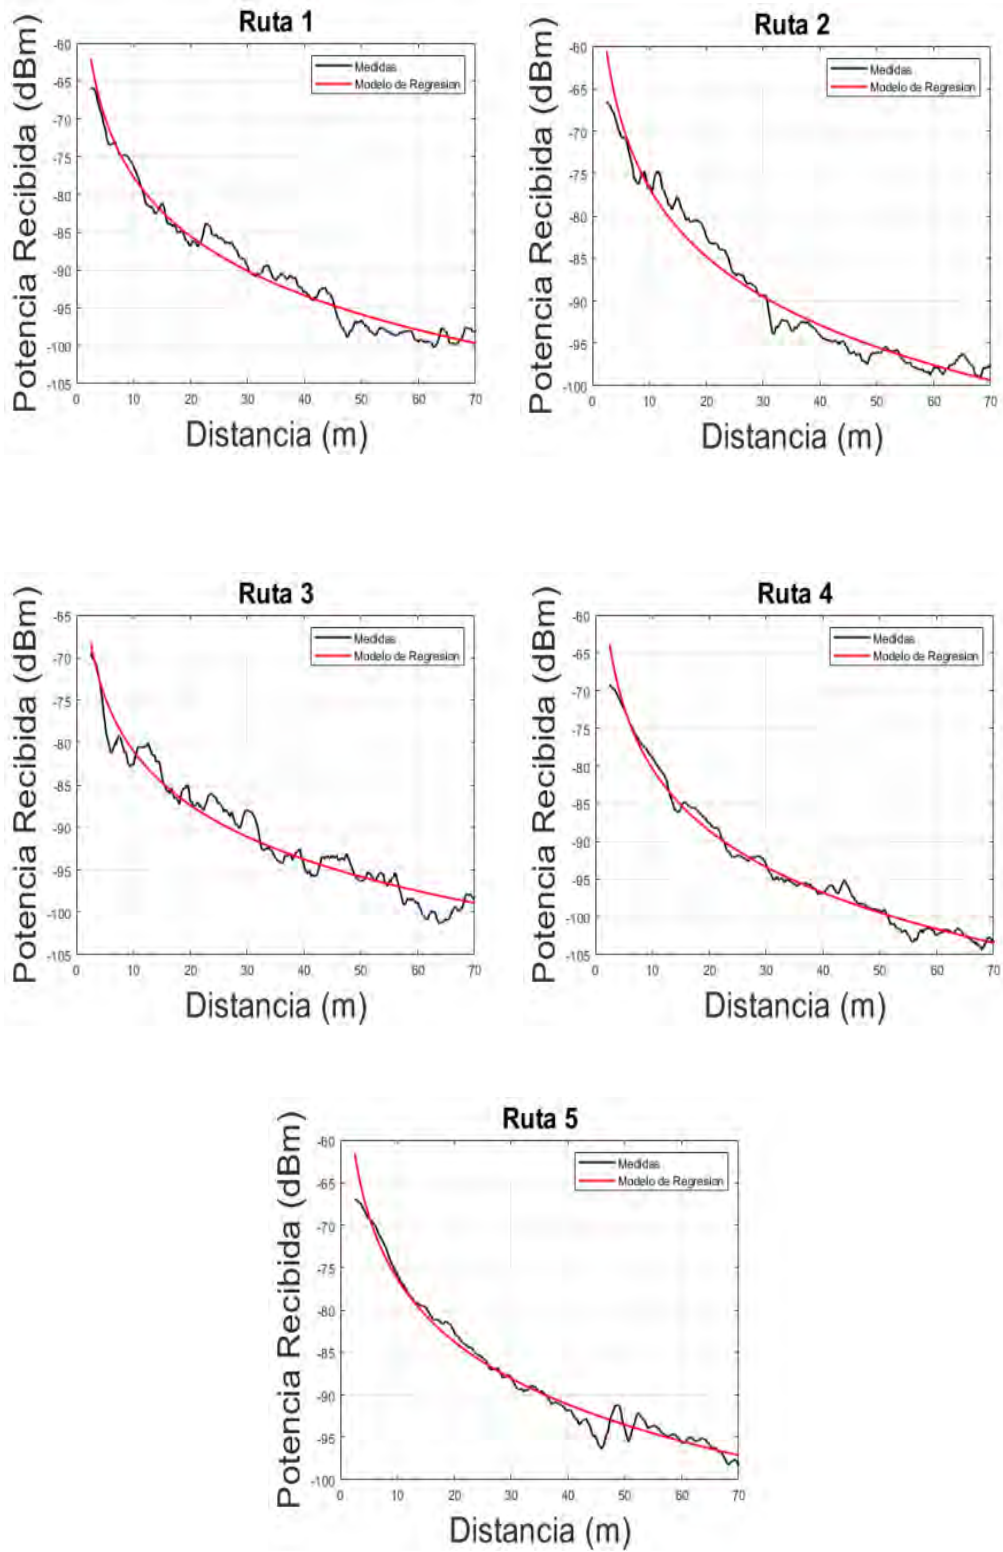 Ruta 1
Potencia Recibida (dBm)
-60
-65
-70
-75
-80
-85
-90
-95
-100
-105
0 10 20 30 40 50 60 70
Distancia (m)
Medidas
Modelo de Regresion
Ruta 2
Potencia Recibida (dBm)
-60
-65
-70
-75
-80
-85
-90
-95
-100
0 10 20 30 40 50 60 70
Distancia (m)
Medidas
Modelo de Regresion
Ruta 3
Potencia Recibida (dBm)
-65
-70
-75
-80
-85
-90
-95
-100
-105
0 10 20 30 40 50 60 70
Distancia (m)
Medidas
Modelo de Regresion
Ruta 4
Potencia Recibida (dBm)
-60
-65
-70
-75
-80
-85
-90
-95
-100
-105
0 10 20 30 40 50 60 70
Distancia (m)
Medidas
Modelo de Regresion
Ruta 5
Potencia Recibida (dBm)
-60
-65
-70
-75
-80
-85
-90
-95
-100
0 10 20 30 40 50 60 70
Distancia (m)
Medidas
Modelo de Regresion